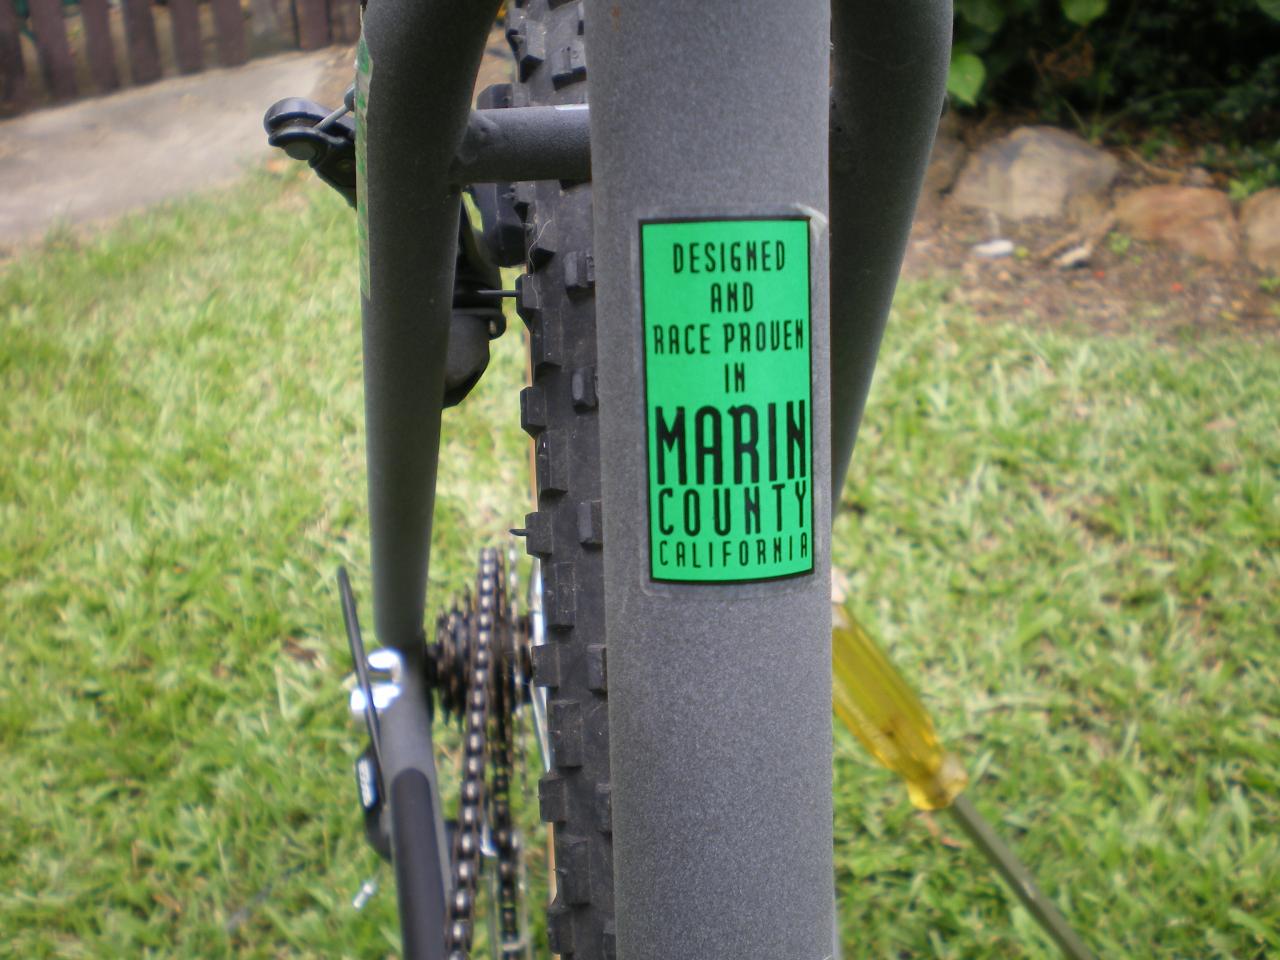 DESIGNED
AND
RACE PROVEN
IN
MARIN
COUNTY
CALIFORNIA